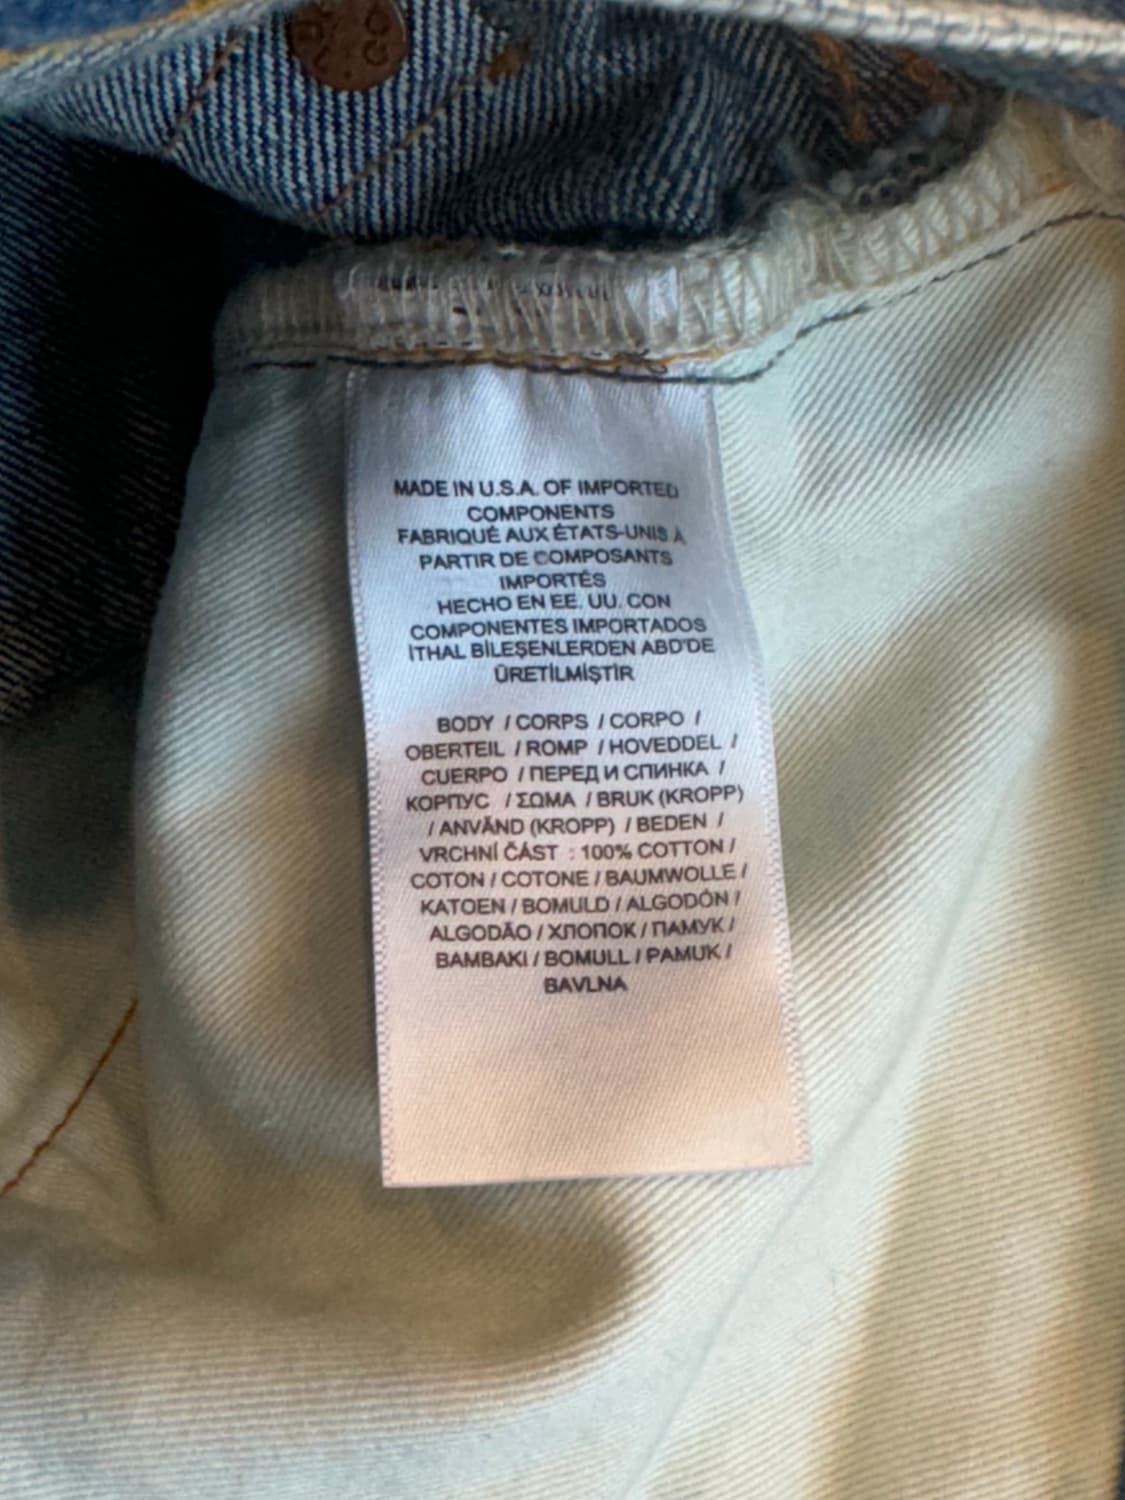 MADE IN U.S.A. OF IMPORTED
COMPONENTS
FABRIQUÉ AUX ÉTATS-UNIS À
PARTIR DE COMPOSANTS
IMPORTÉS
HECHO EN EE. UU. CON
COMPONENTES IMPORTADOS
İTHAL BİLEŞENLERDEN ABD'DE
ÜRETİLMİŞTİR
BODY / CORPS / CORPO /
OBERTEIL / ROMP / HOVEDDEL /
CUERPO / ПЕРЕД И СПИНКА /
КОРПУС / ΣΩΜΑ / BRUK (KROPP)
/ ANVÄND (KROPP) / BEDEN /
VRCHNÍ ČÁST : 100% COTTON /
COTON / COTONE / BAUMWOLLE /
KATOEN / BOMULD / ALGODÓN /
ALGODÃO / ХЛОПОК / ПАМУК /
BAMBAKI / BOMULL / PAMUK /
BAVLNA